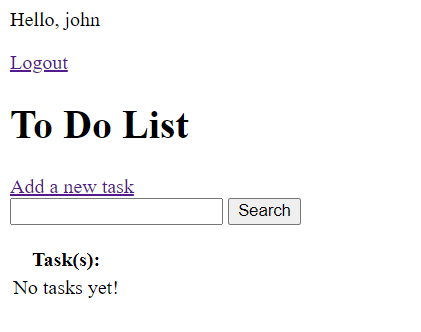 Hello, john
Logout
To Do List
Add a new task
Search
Task(s):
No tasks yet!